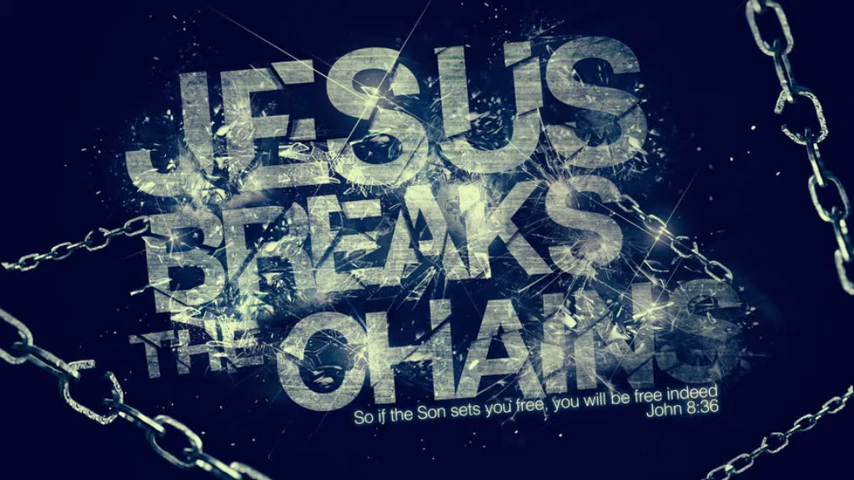 JESUS
BREAKS
THE CHAINS
So if the Son sets you free, you will be free indeed
John 8:36